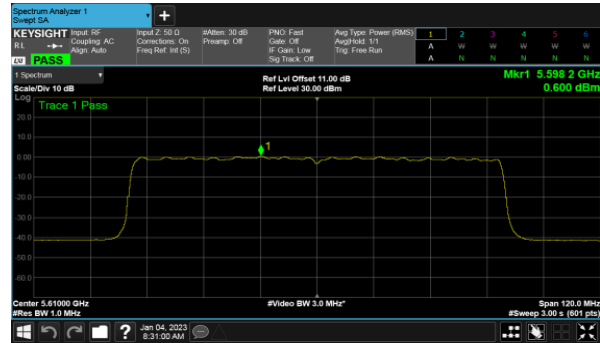 Spectrum Analyzer 1
Swept SA
+
KEYSIGHT Input: RF Input Z: 50 Ω #Atten: 30 dB PNO: Fast Avg Type: Power (RMS) 1 2 3 4 5 6
R L Coupling: AC Corrections: On Preamp: Off Gate: Off Avg|Hold: 1/1 A W W W W W
Align: Auto Freq Ref: Int (S) IF Gain: Low Trig: Free Run
LXI PASS Sig Track: Off A N N N N N
1 Spectrum Ref Lvl Offset 11.00 dB Mkr1 5.598 2 GHz
Scale/Div 10 dB Ref Level 30.00 dBm 0.600 dBm
Log Trace 1 Pass
20.0
10.0
1
0.00
-10.0
-20.0
-30.0
-40.0
-50.0
-60.0
Center 5.61000 GHz #Video BW 3.0 MHz* Span 120.0 MHz
#Res BW 1.0 MHz #Sweep 3.00 s (601 pts)
? Jan 04, 2023
8:31:00 AM